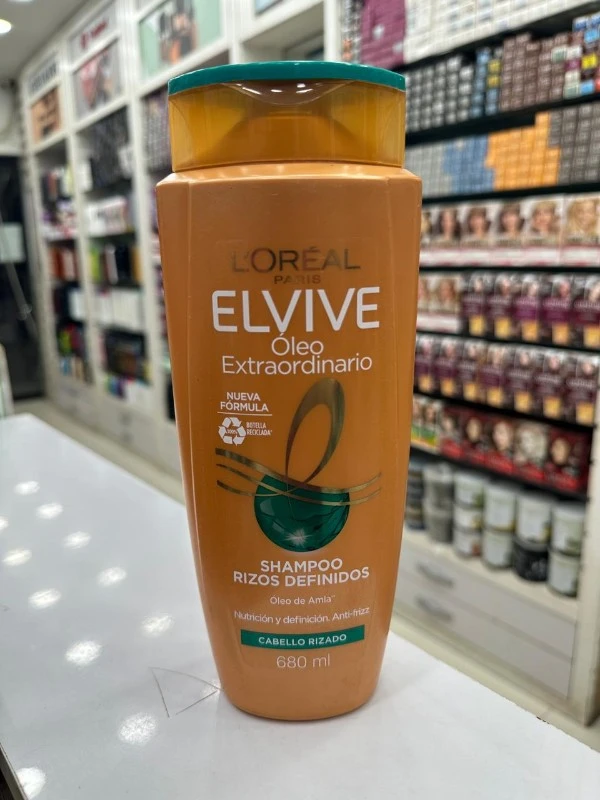 L'ORÉAL
PARIS
ELVIVE
Óleo
Extraordinario
NUEVA
FÓRMULA
100%
BOTELLA
RECICLADA*
SHAMPOO
RIZOS DEFINIDOS
Óleo de Amla
Nutrición y definición. Anti-frizz
CABELLO RIZADO
680 ml